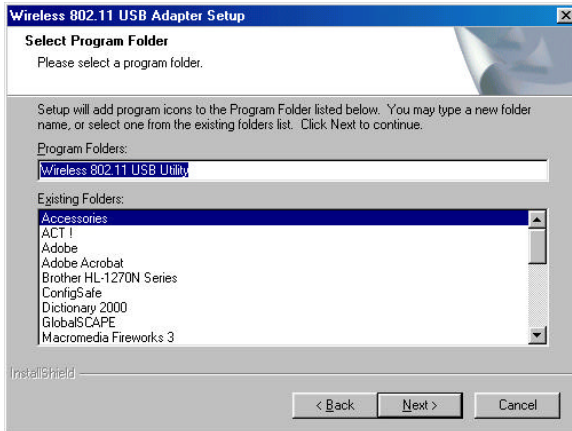 Wireless 802.11 USB Adapter Setup
Select Program Folder
Please select a program folder.
Setup will add program icons to the Program Folder listed below. You may type a new folder
name, or select one from the existing folders list. Click Next to continue.
Program Folders:
Wireless 802.11 USB Utility
Existing Folders:
Accessories
ACT !
Adobe
Adobe Acrobat
Brother HL-1270N Series
ConfigSafe
Dictionary 2000
GlobalSCAPE
Macromedia Fireworks 3
InstallShield
< Back
Next >
Cancel